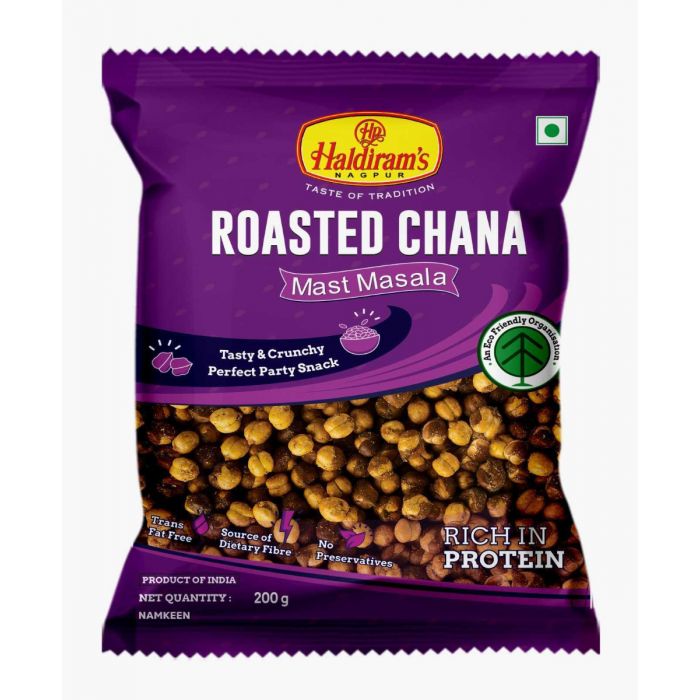 HR
Haldiram's
NAGPUR
TASTE OF TRADITION
ROASTED CHANA
Mast Masala
Tasty & Crunchy
Perfect Party Snack
An Eco Friendly Organisation
Trans
Fat Free
Source of
Dietary Fibre
No
Preservatives
RICH IN
PROTEIN
PRODUCT OF INDIA
NET QUANTITY : 200 g
NAMKEEN